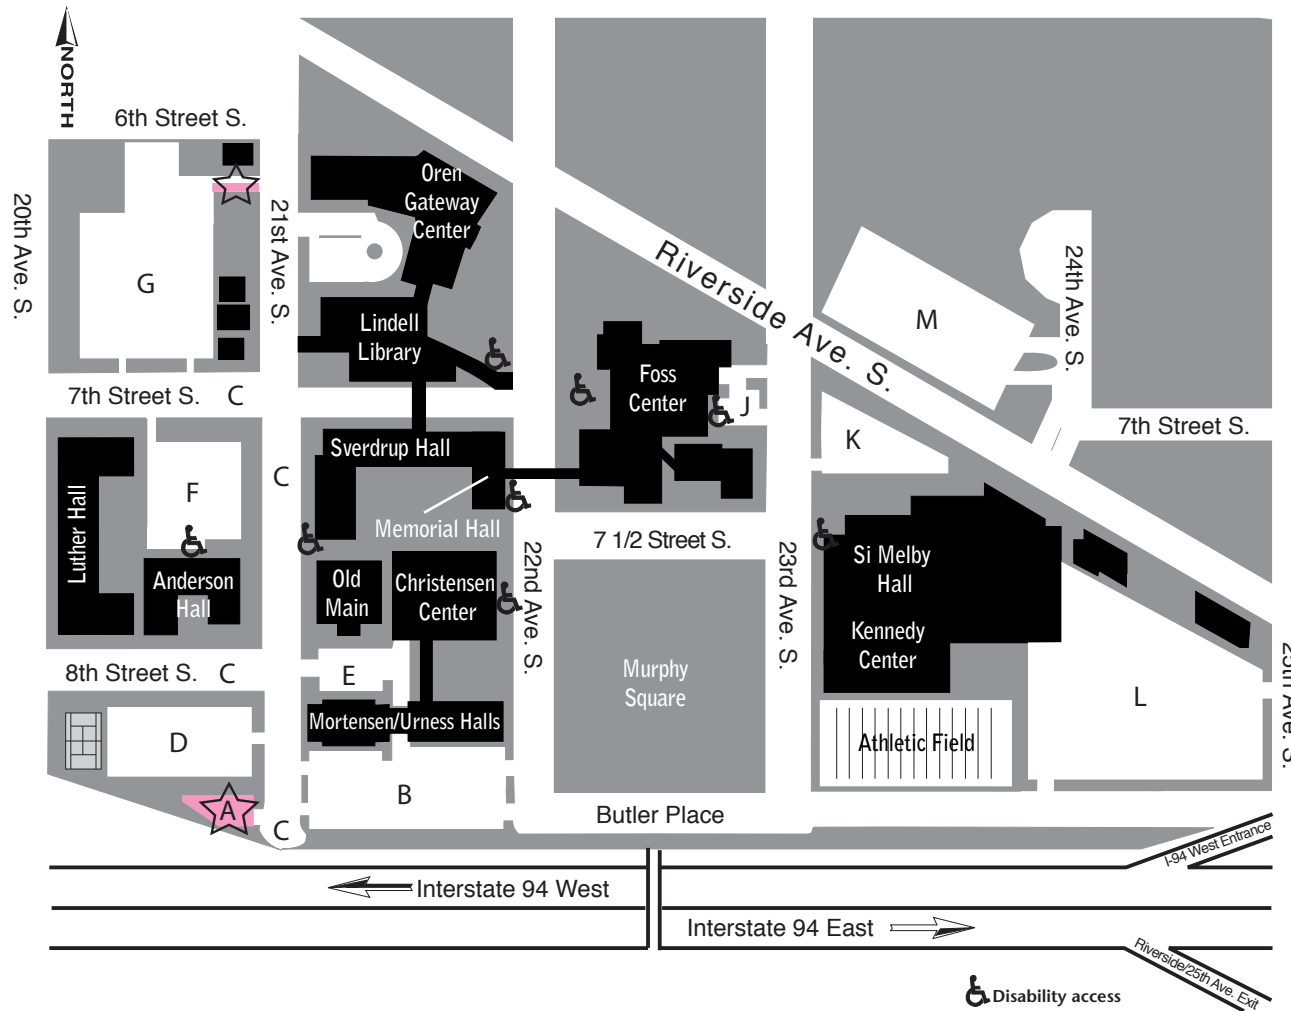 NORTH
6th Street S.
20th Ave. S.
21st Ave. S.
G
Oren
Gateway
Center
Riverside Ave. S.
M
24th Ave. S.
Lindell
Library
Foss
Center
J
7th Street S.
C
7th Street S.
K
Sverdrup Hall
C
F
Luther Hall
Memorial Hall
7 1/2 Street S.
22nd Ave. S.
23rd Ave. S.
Si Melby
Hall
Anderson
Hall
Old
Main
Christensen
Center
Kennedy
Center
8th Street S.
C
E
Murphy
Square
L
25th Ave. S.
Mortensen/Urness Halls
D
Athletic Field
A
B
C
Butler Place
I-94 West Entrance
Interstate 94 West
Interstate 94 East
Riverside/25th Ave. Exit
Disability access